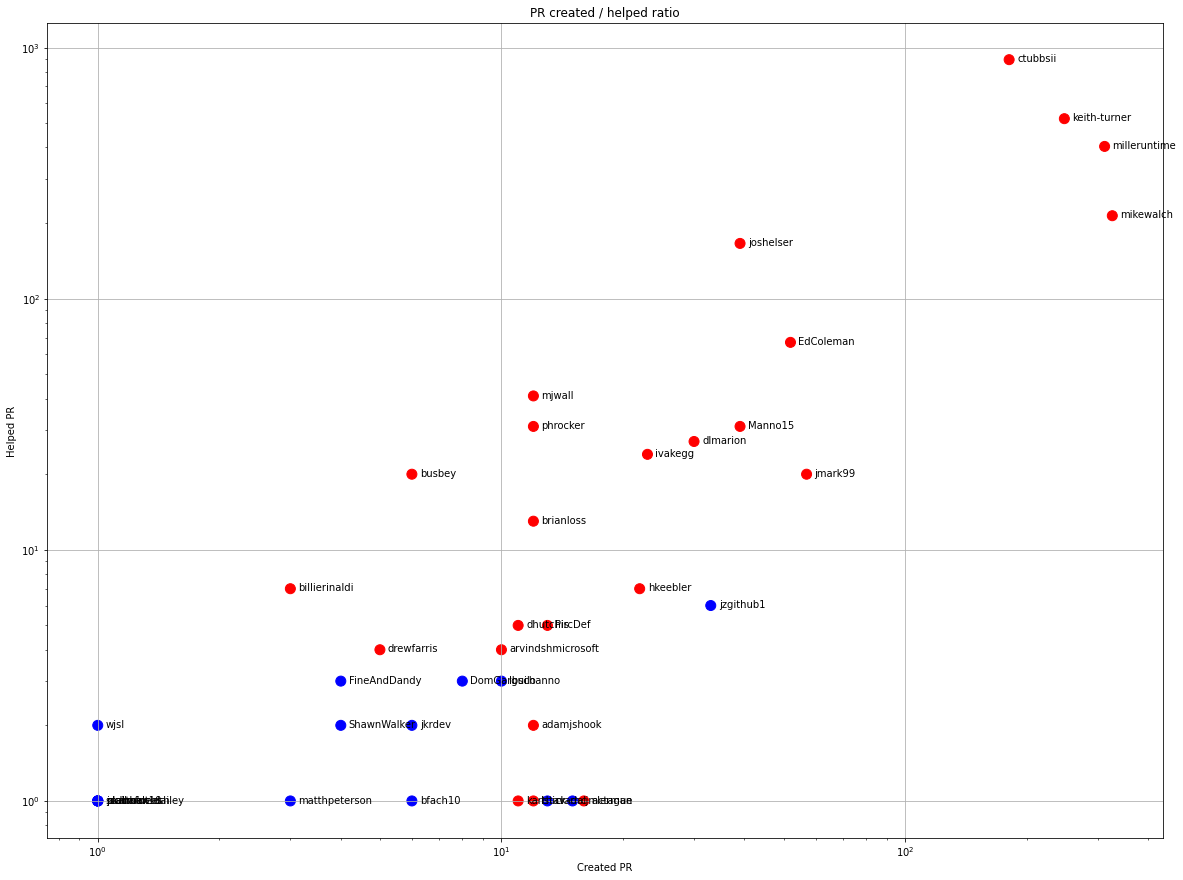 PR created / helped ratio
10³
ctubbsii
keith-turner
milleruntime
mikewalch
joshelser
10²
EdColeman
mjwall
phrocker
Manno15
dlmarion
ivakegg
busbey
jmark99
brianloss
10¹
billierinaldi
hkeebler
jzgithub1
PircDef
drewfarris
arvindshmicrosoft
FineAndDandy
wjsl
ShawnWalker
jkrdev
adamjshook
matthpeterson
bfach10
10⁰
Helped PR
10⁰
10¹
10²
Created PR